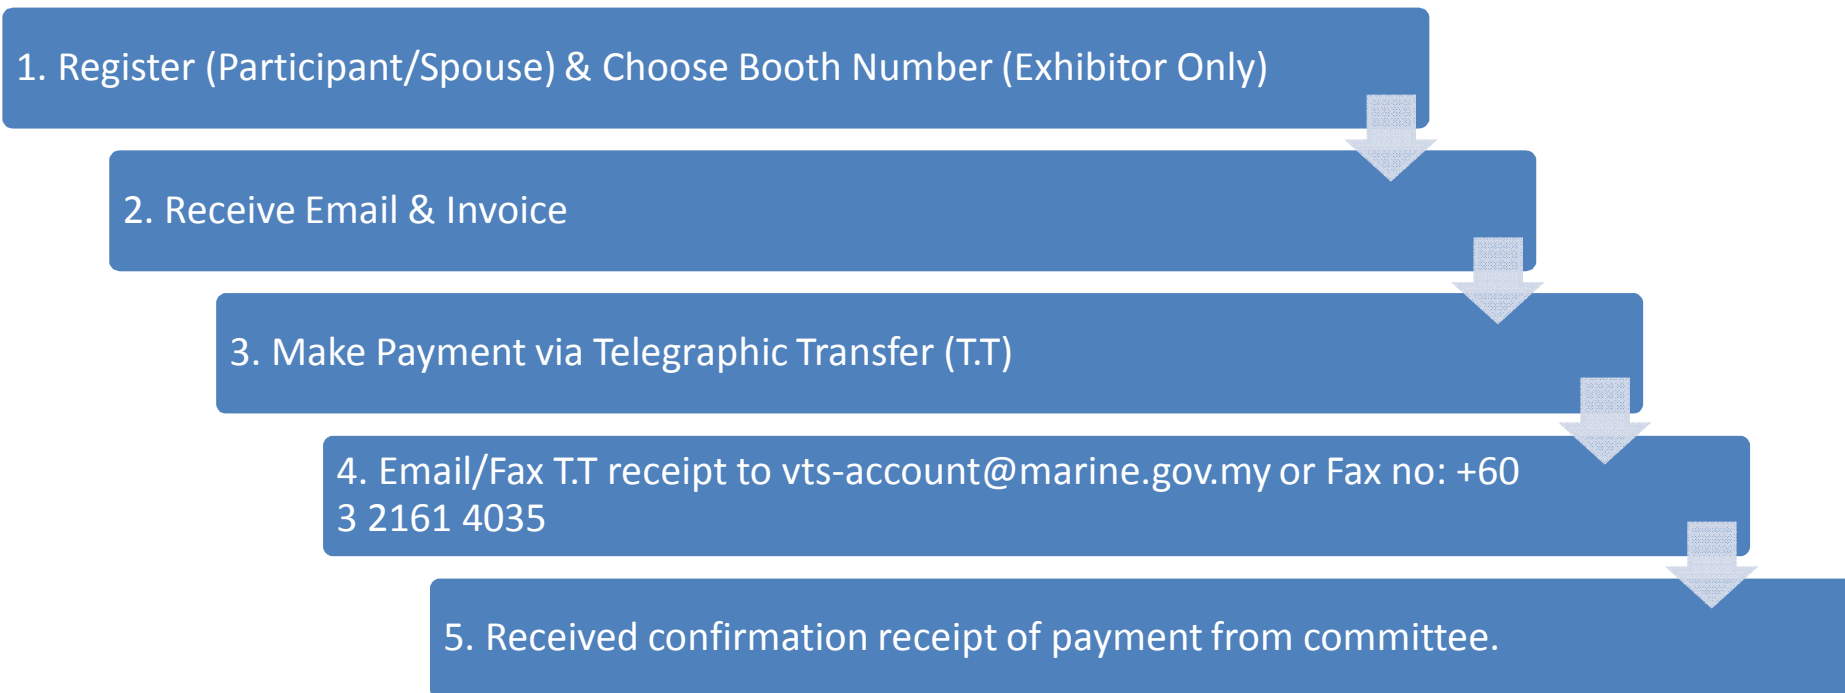 1. Register (Participant/Spouse) & Choose Booth Number (Exhibitor Only)
2. Receive Email & Invoice
3. Make Payment via Telegraphic Transfer (T.T)
4. Email/Fax T.T receipt to vts-account@marine.gov.my or Fax no: +60
3 2161 4035
5. Received confirmation receipt of payment from committee.